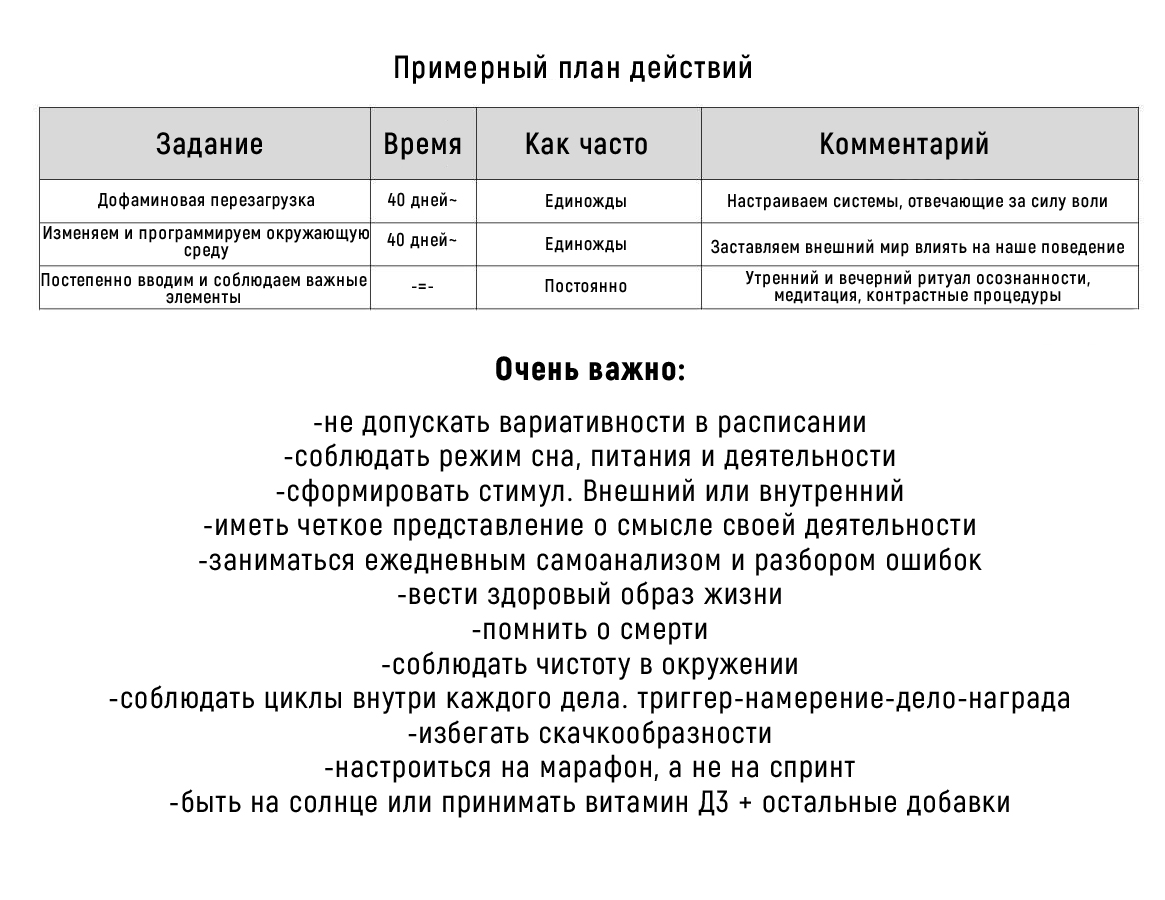 Примерный план действий
Задание Время Как часто Комментарий
Дофаминовая перезагрузка 40 дней~ Единожды Настраиваем системы, отвечающие за силу воли
Изменяем и программируем окружающую
среду 40 дней~ Единожды Заставляем внешний мир влиять на наше поведение
Постепенно вводим и соблюдаем важные
элементы -=- Постоянно Утренний и вечерний ритуал осознанности,
медитация, контрастные процедуры
Очень важно:
-не допускать вариативности в расписании
-соблюдать режим сна, питания и деятельности
-сформировать стимул. Внешний или внутренний
-иметь четкое представление о смысле своей деятельности
-заниматься ежедневным самоанализом и разбором ошибок
-вести здоровый образ жизни
-помнить о смерти
-соблюдать чистоту в окружении
-соблюдать циклы внутри каждого дела. триггер-намерение-дело-награда
-избегать скачкообразности
-настроиться на марафон, а не на спринт
-быть на солнце или принимать витамин Д3 + остальные добавки